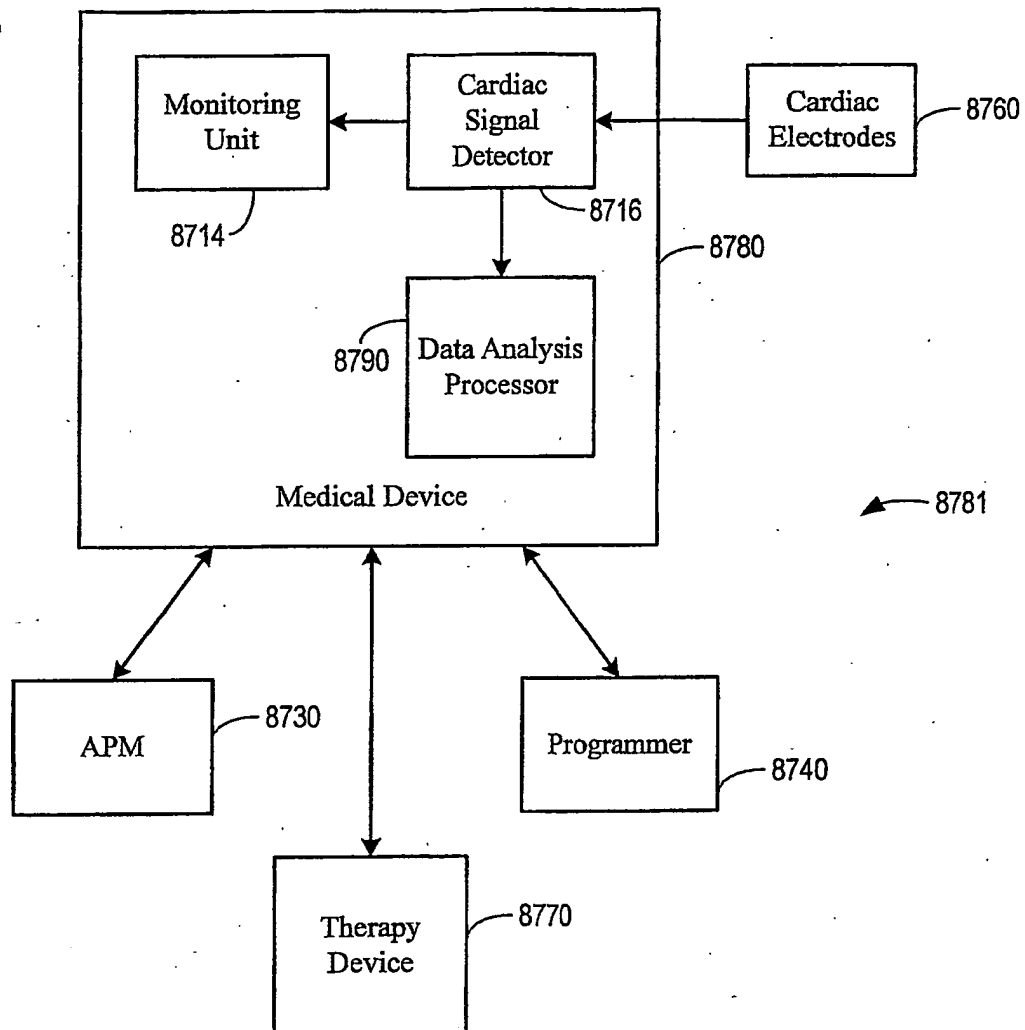 Monitoring
Unit
8714
Cardiac
Signal
Detector
8716
Cardiac
Electrodes
8760
8780
8790
Data Analysis
Processor
Medical Device
8781
APM
8730
Programmer
8740
Therapy
Device
8770